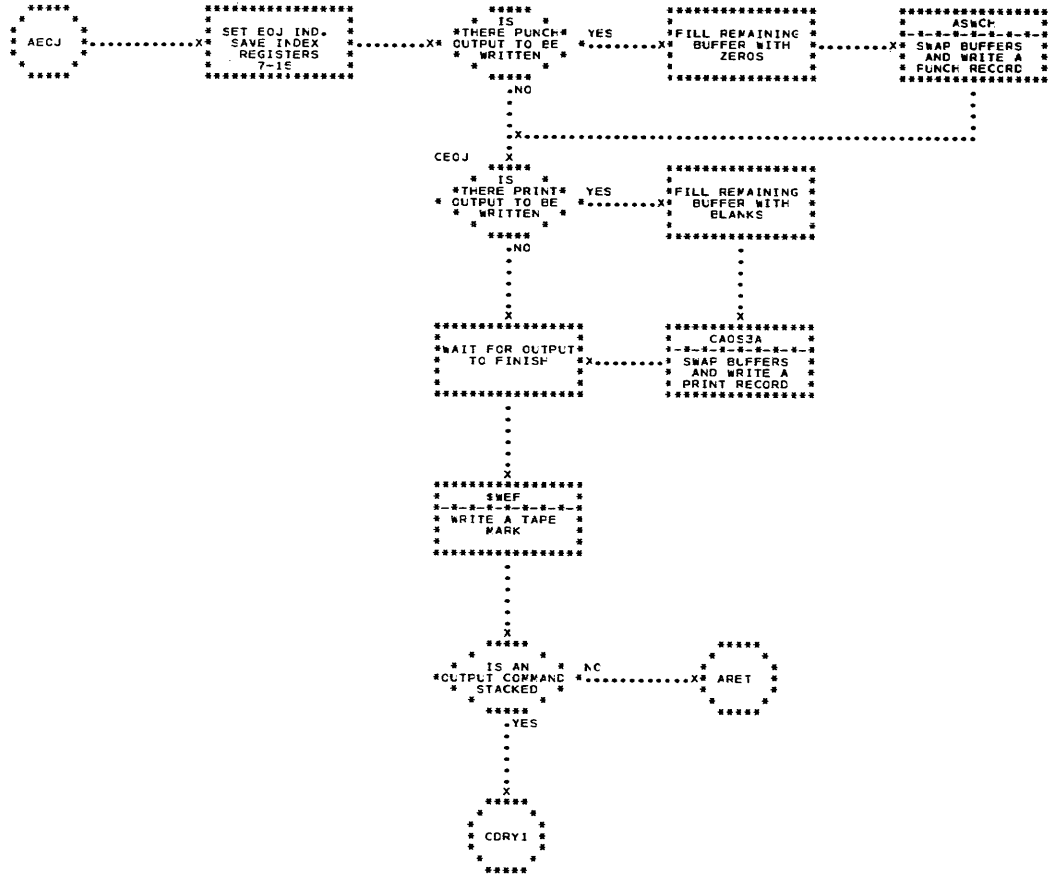 AECJ
SET EOJ IND.
SAVE INDEX
REGISTERS
7-15
IS
THERE PUNCH
OUTPUT TO BE
WRITTEN
YES
FILL REMAINING
BUFFER WITH
ZEROS
ASWCH
SWAP BUFFERS
AND WRITE A
PUNCH RECORD
NO
CEOJ
IS
THERE PRINT
OUTPUT TO BE
WRITTEN
YES
FILL REMAINING
BUFFER WITH
BLANKS
NO
WAIT FOR OUTPUT
TO FINISH
CAOS3A
SWAP BUFFERS
AND WRITE A
PRINT RECORD
$WEF
WRITE A TAPE
MARK
IS AN
OUTPUT COMMAND
STACKED
NO
ARET
YES
CDRY1